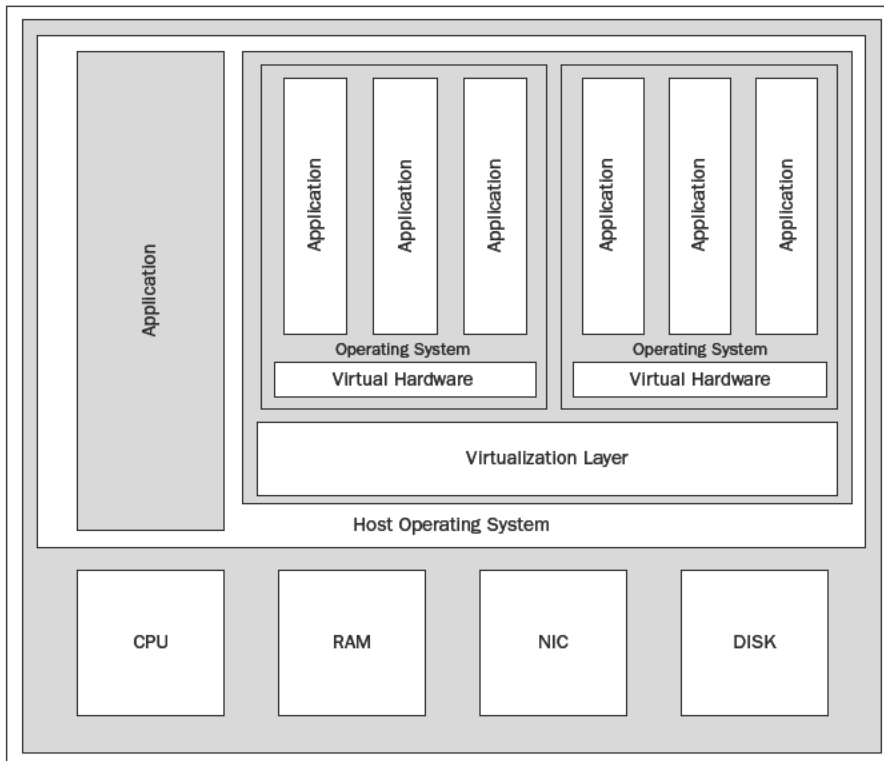 Application
Application
Application
Application
Application
Application
Application
Operating System
Operating System
Virtual Hardware
Virtual Hardware
Virtualization Layer
Host Operating System
CPU
RAM
NIC
DISK